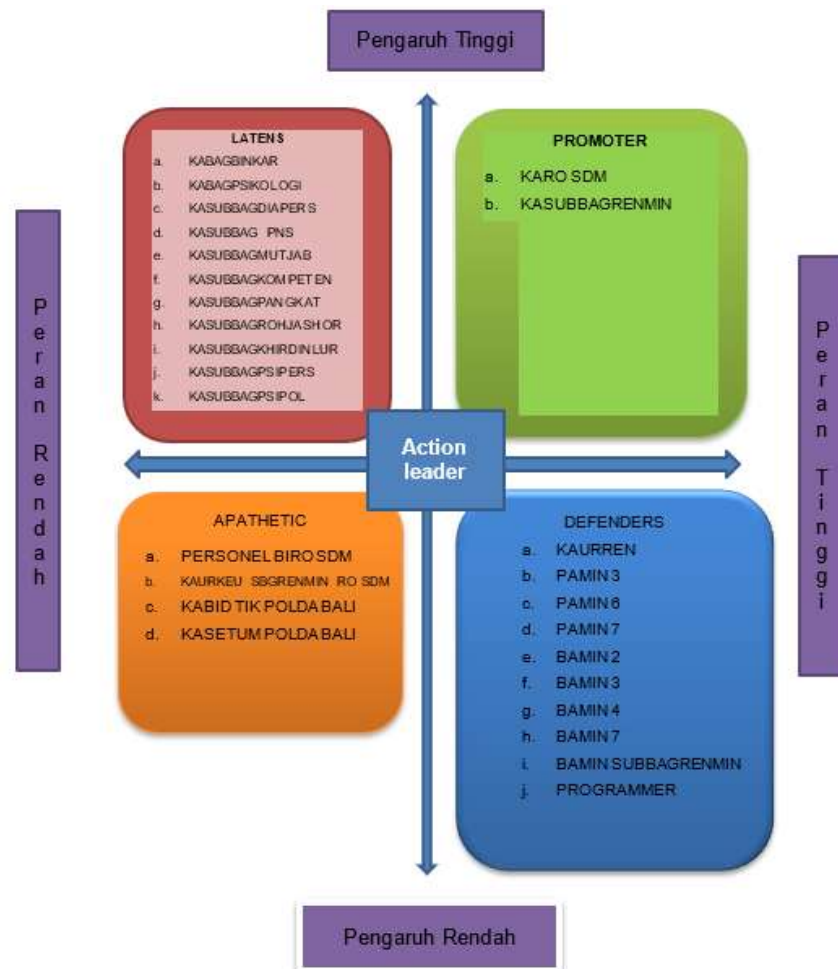 Pengaruh Tinggi
LATENS
a. KABAGBINKAR
b. KABAGPSIKOLOGI
c. KASUBBAGDIAPERS
d. KASUBBAG PNS
e. KASUBBAGMUTJAB
f. KASUBBAGKOMPETEN
g. KASUBBAGPANGKAT
h. KASUBBAGROHJASHOR
i. KASUBBAGKHIRDINLUR
j. KASUBBAGPSIPERS
k. KASUBBAGPSIPOL
PROMOTER
a. KARO SDM
b. KASUBBAGRENMIN
Peran Rendah
Peran Tinggi
Action
leader
APATHETIC
a. PERSONEL BIRO SDM
b. KAURKEU SBGRENMIN RO SDM
c. KABID TIK POLDA BALI
d. KASETUM POLDA BALI
DEFENDERS
a. KAURREN
b. PAMIN 3
c. PAMIN 6
d. PAMIN 7
e. BAMIN 2
f. BAMIN 3
g. BAMIN 4
h. BAMIN 7
i. BAMIN SUBBAGRENMIN
j. PROGRAMMER
Pengaruh Rendah